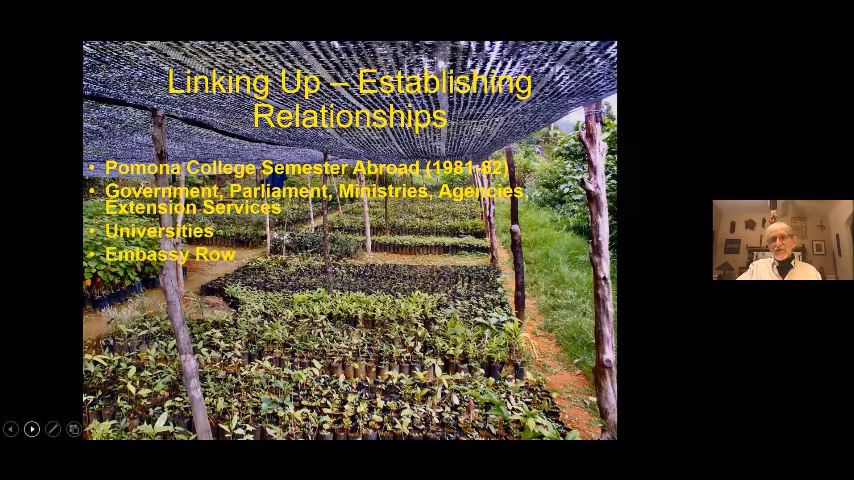 Linking Up – Establishing
Relationships
• Pomona College Semester Abroad (1981-82)
• Government, Parliament, Ministries, Agencies,
Extension Services
• Universities
• Embassy Row